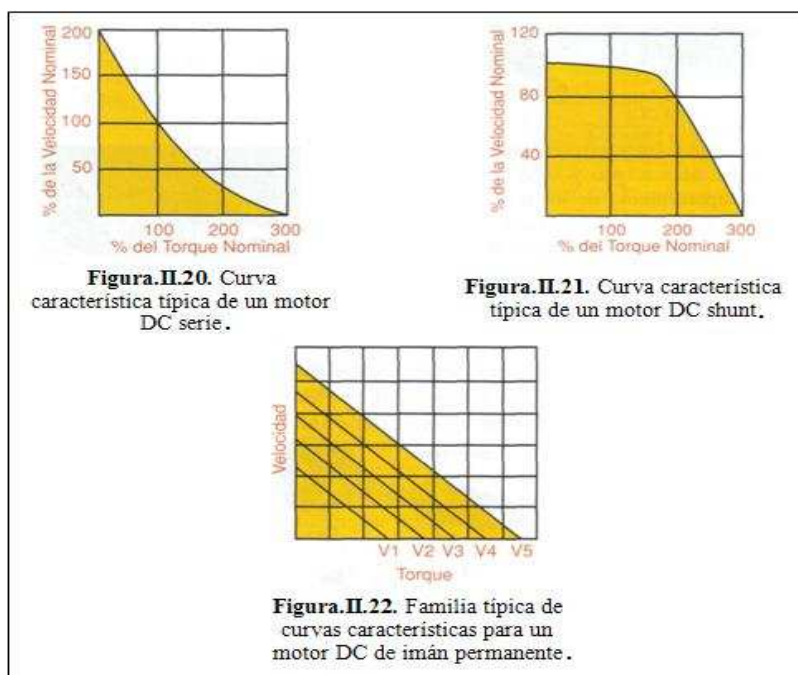 200
150
100
50
% de la Velocidad Nominal
100 200 300
% del Torque Nominal
Figura.II.20. Curva
característica típica de un motor
DC serie.
120
80
40
% de la Velocidad Nominal
100 200 300
% del Torque Nominal
Figura.II.21. Curva característica
típica de un motor DC shunt.
Velocidad
V1 V2 V3 V4 V5
Torque
Figura.II.22. Familia típica de
curvas características para un
motor DC de imán permanente.